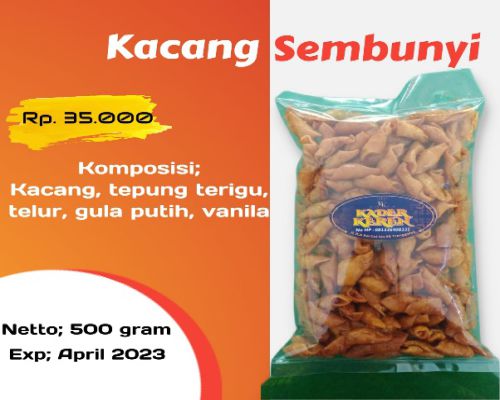 Kacang Sembunyi
Rp. 35.000
Komposisi;
Kacang, tepung terigu,
telur, gula putih, vanila
Netto; 500 gram
Exp; April 2023
KADER
KEREN